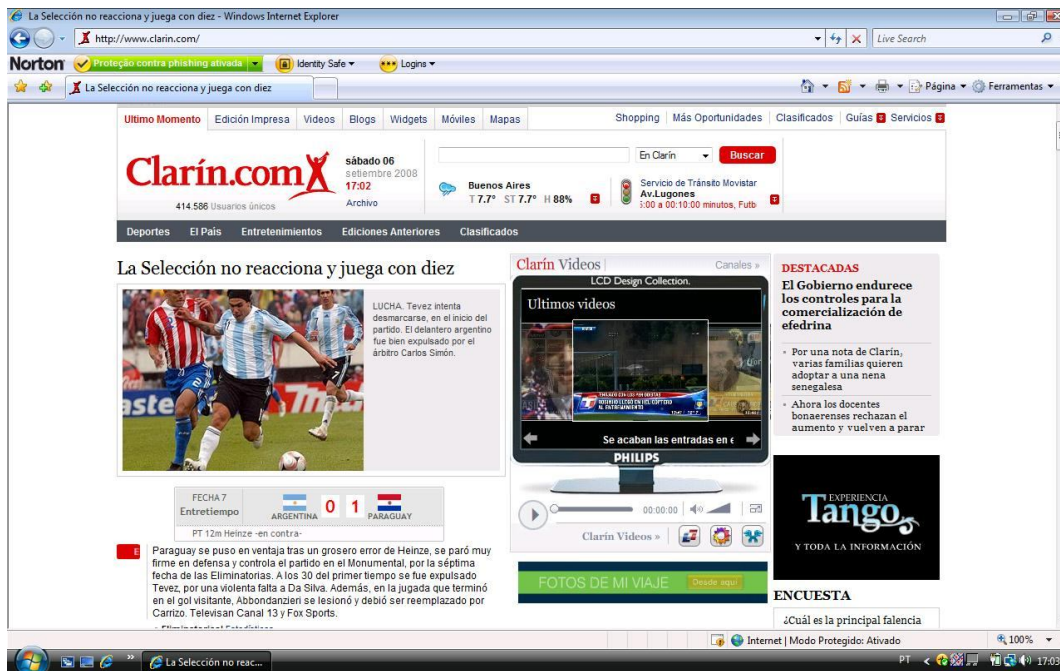 La Selección no reacciona y juega con diez - Windows Internet Explorer
http://www.clarin.com/
Live Search
Norton
Proteção contra phishing ativada
Identity Safe
Logins
La Selección no reacciona y juega con diez
Página
Ferramentas
Ultimo Momento
Edición Impresa
Videos
Blogs
Widgets
Móviles
Mapas
Shopping
Más Oportunidades
Clasificados
Guías
Servicios
Clarín.com
414.586 Usuarios únicos
sábado 06
setiembre 2008
17:02
Archivo
En Clarín
Buscar
Buenos Aires
T 7.7° ST 7.7° H 88%
Servicio de Tránsito Movistar
Av.Lugones
:00 a 00:10:00 minutos, Futb
Deportes
El País
Entretenimientos
Ediciones Anteriores
Clasificados
La Selección no reacciona y juega con diez
LUCHA. Tevez intenta
desmarcarse, en el inicio del
partido. El delantero argentino
fue bien expulsado por el
árbitro Carlos Simón.
FECHA 7
Entretiempo
ARGENTINA
0
1
PARAGUAY
PT 12m Heinze -en contra-
E
Paraguay se puso en ventaja tras un grosero error de Heinze, se paró muy
firme en defensa y controla el partido en el Monumental, por la séptima
fecha de las Eliminatorias. A los 30 del primer tiempo se fue expulsado
Tevez, por una violenta falta a Da Silva. Además, en la jugada que terminó
en el gol visitante, Abbondanzieri se lesionó y debió ser reemplazado por
Carrizo. Televisan Canal 13 y Fox Sports.
Clarín Videos
Canales »
LCD Design Collection.
Ultimos videos
Se acaban las entradas en e
PHILIPS
00:00:00
Clarín Videos »
FOTOS DE MI VIAJE
Desde aquí
DESTACADAS
El Gobierno endurece
los controles para la
comercialización de
efedrina
Por una nota de Clarín,
varias familias quieren
adoptar a una nena
senegalesa
Ahora los docentes
bonaerenses rechazan el
aumento y vuelven a parar
EXPERIENCIA
Tango
Y TODA LA INFORMACIÓN
ENCUESTA
¿Cuál es la principal falencia
Internet | Modo Protegido: Ativado
100%
La Selección no reac...
PT
17:03